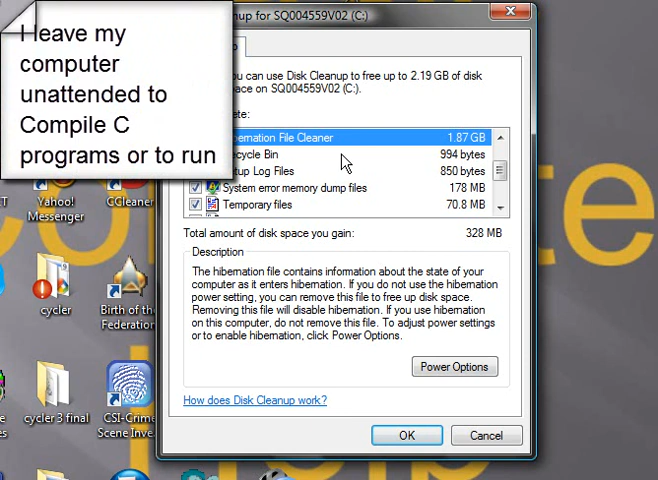 I leave my
computer
unattended to
Compile C
programs or to run
up for SQ004559V02 (C:)
can use Disk Cleanup to free up to 2.19 GB of disk
on SQ004559V02 (C:).
File Cleaner 1.87 GB
Bin 994 bytes
Log Files 850 bytes
System error memory dump files 178 MB
Temporary files 70.8 MB
Total amount of disk space you gain: 328 MB
Description
The hibernation file contains information about the state of your
computer as it enters hibernation. If you do not use the hibernation
power setting, you can remove this file to free up disk space.
Removing this file will disable hibernation. If you use hibernation
on this computer, do not remove this file. To adjust power settings
or to enable hibernation, click Power Options.
Power Options
How does Disk Cleanup work?
OK Cancel
Yahoo!
Messenger
CCleaner
cycler
Birth of the
Federation
cycler 3 final
CSI-Crime
Scene Inve...